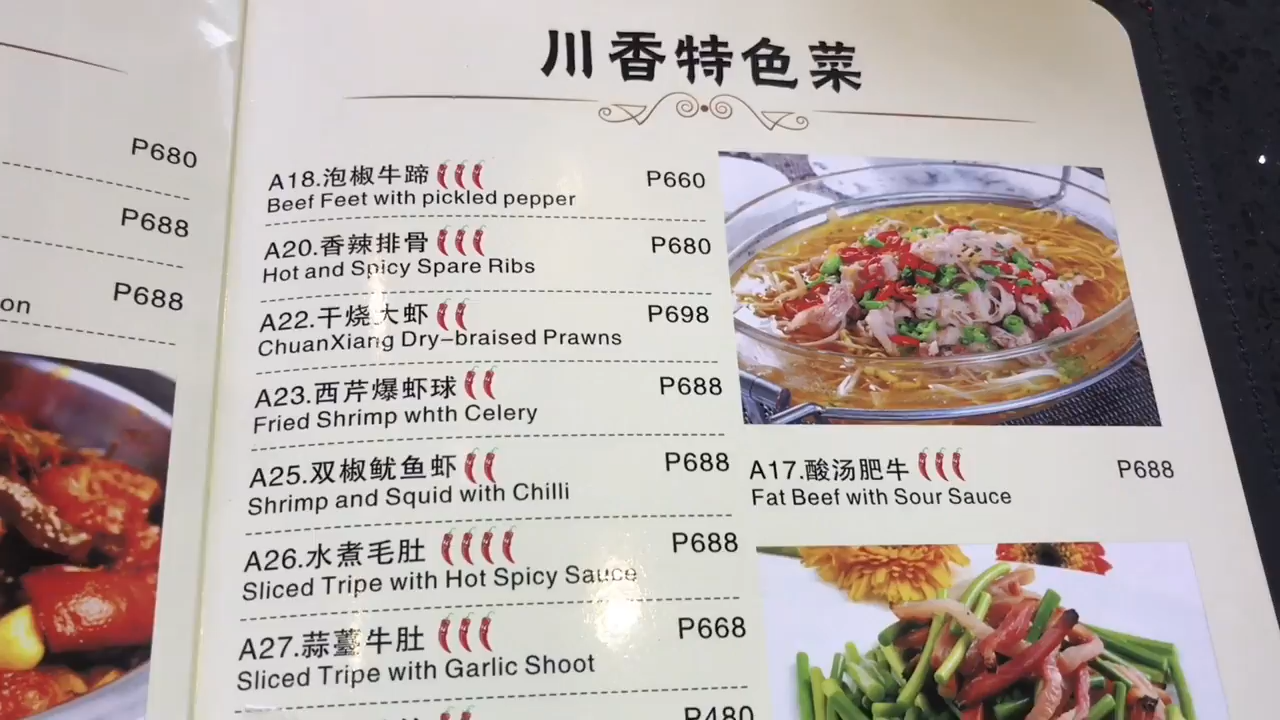 P680
P688
on P688
川香特色菜
A18.泡椒牛蹄 P660
Beef Feet with pickled pepper
A20.香辣排骨 P680
Hot and Spicy Spare Ribs
A22.干烧大虾 P698
ChuanXiang Dry-braised Prawns
A23.西芹爆虾球 P688
Fried Shrimp whth Celery
A25.双椒鱿鱼虾 P688
Shrimp and Squid with Chilli
A26.水煮毛肚 P688
Sliced Tripe with Hot Spicy Sauce
A27.蒜薹牛肚 P668
Sliced Tripe with Garlic Shoot
P480
A17.酸汤肥牛 P688
Fat Beef with Sour Sauce